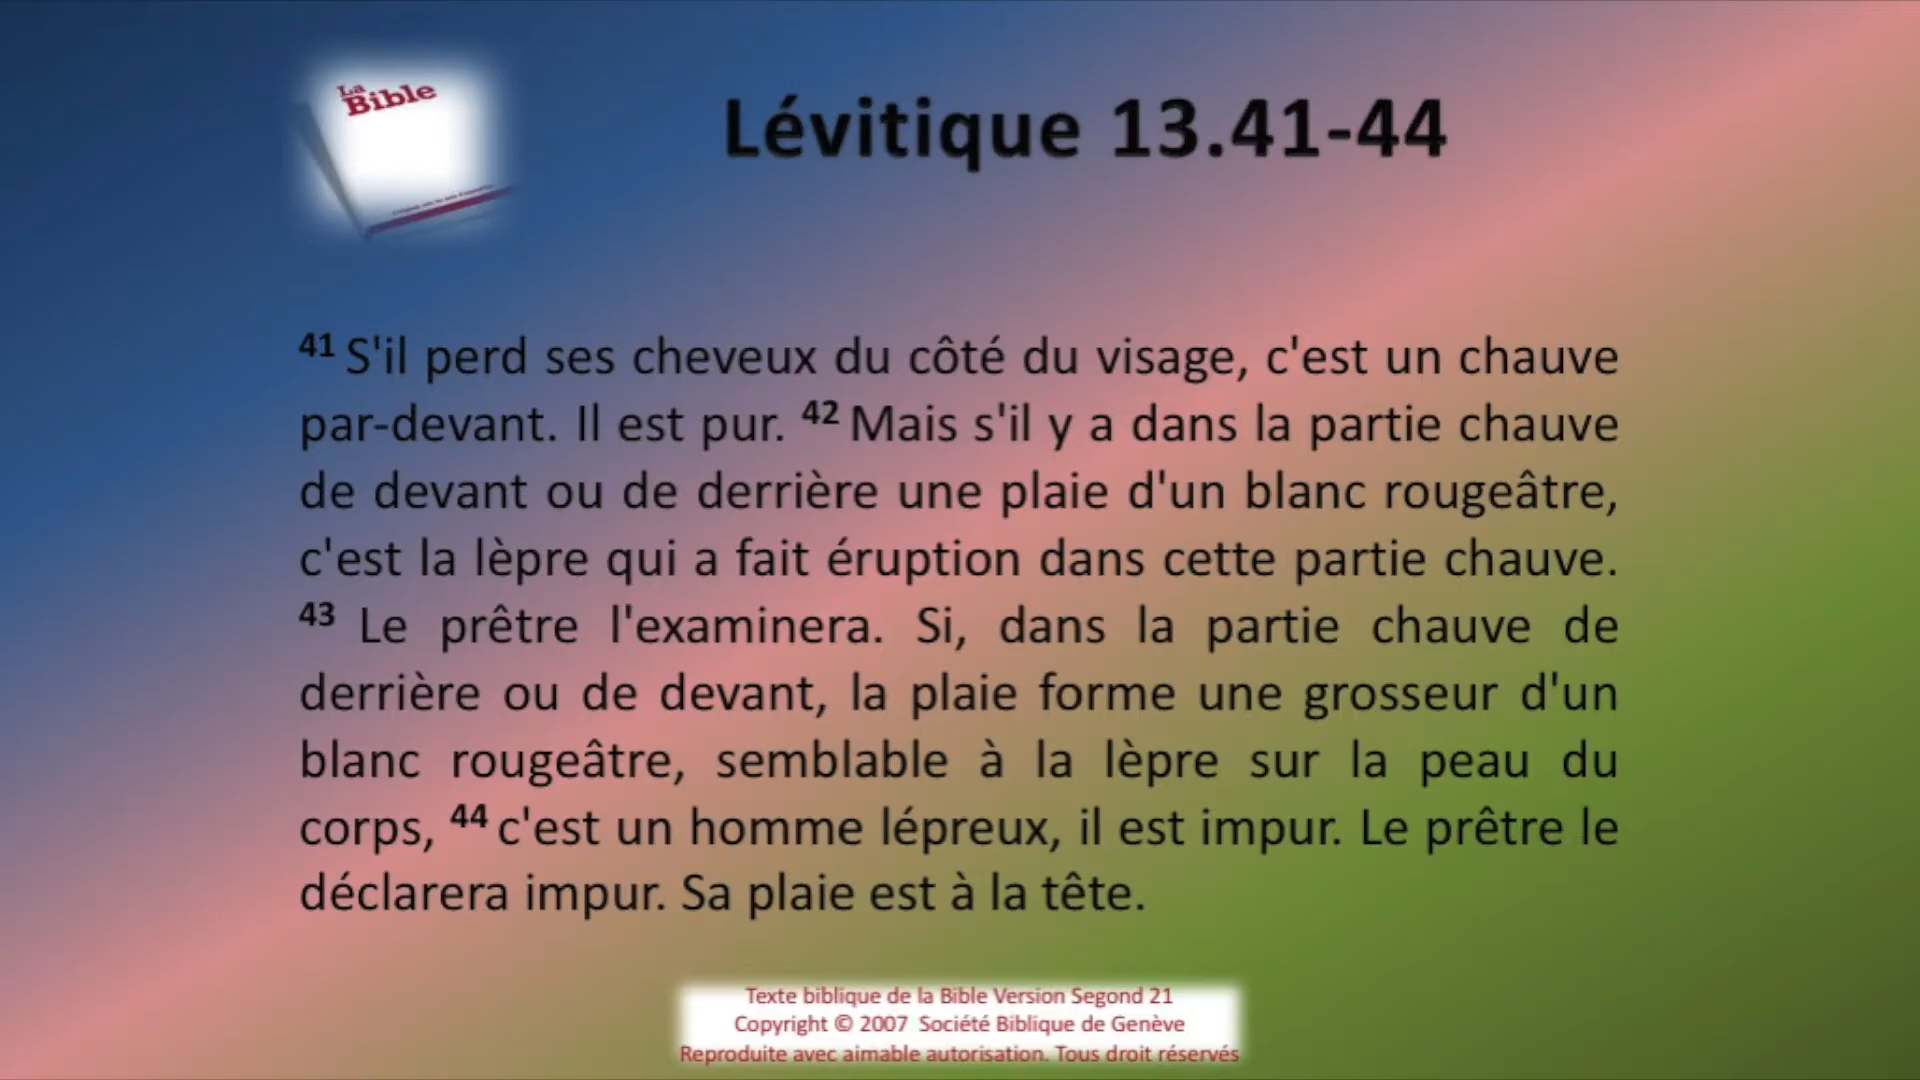 La
Bible
Lévitique 13.41-44
41 S'il perd ses cheveux du côté du visage, c'est un chauve
par-devant. Il est pur. 42 Mais s'il y a dans la partie chauve
de devant ou de derrière une plaie d'un blanc rougeâtre,
c'est la lèpre qui a fait éruption dans cette partie chauve.
43 Le prêtre l'examinera. Si, dans la partie chauve de
derrière ou de devant, la plaie forme une grosseur d'un
blanc rougeâtre, semblable à la lèpre sur la peau du
corps, 44 c'est un homme lépreux, il est impur. Le prêtre le
déclarera impur. Sa plaie est à la tête.
Texte biblique de la Bible Version Segond 21
Copyright © 2007 Société Biblique de Genève
Reproduite avec aimable autorisation. Tous droit réservés